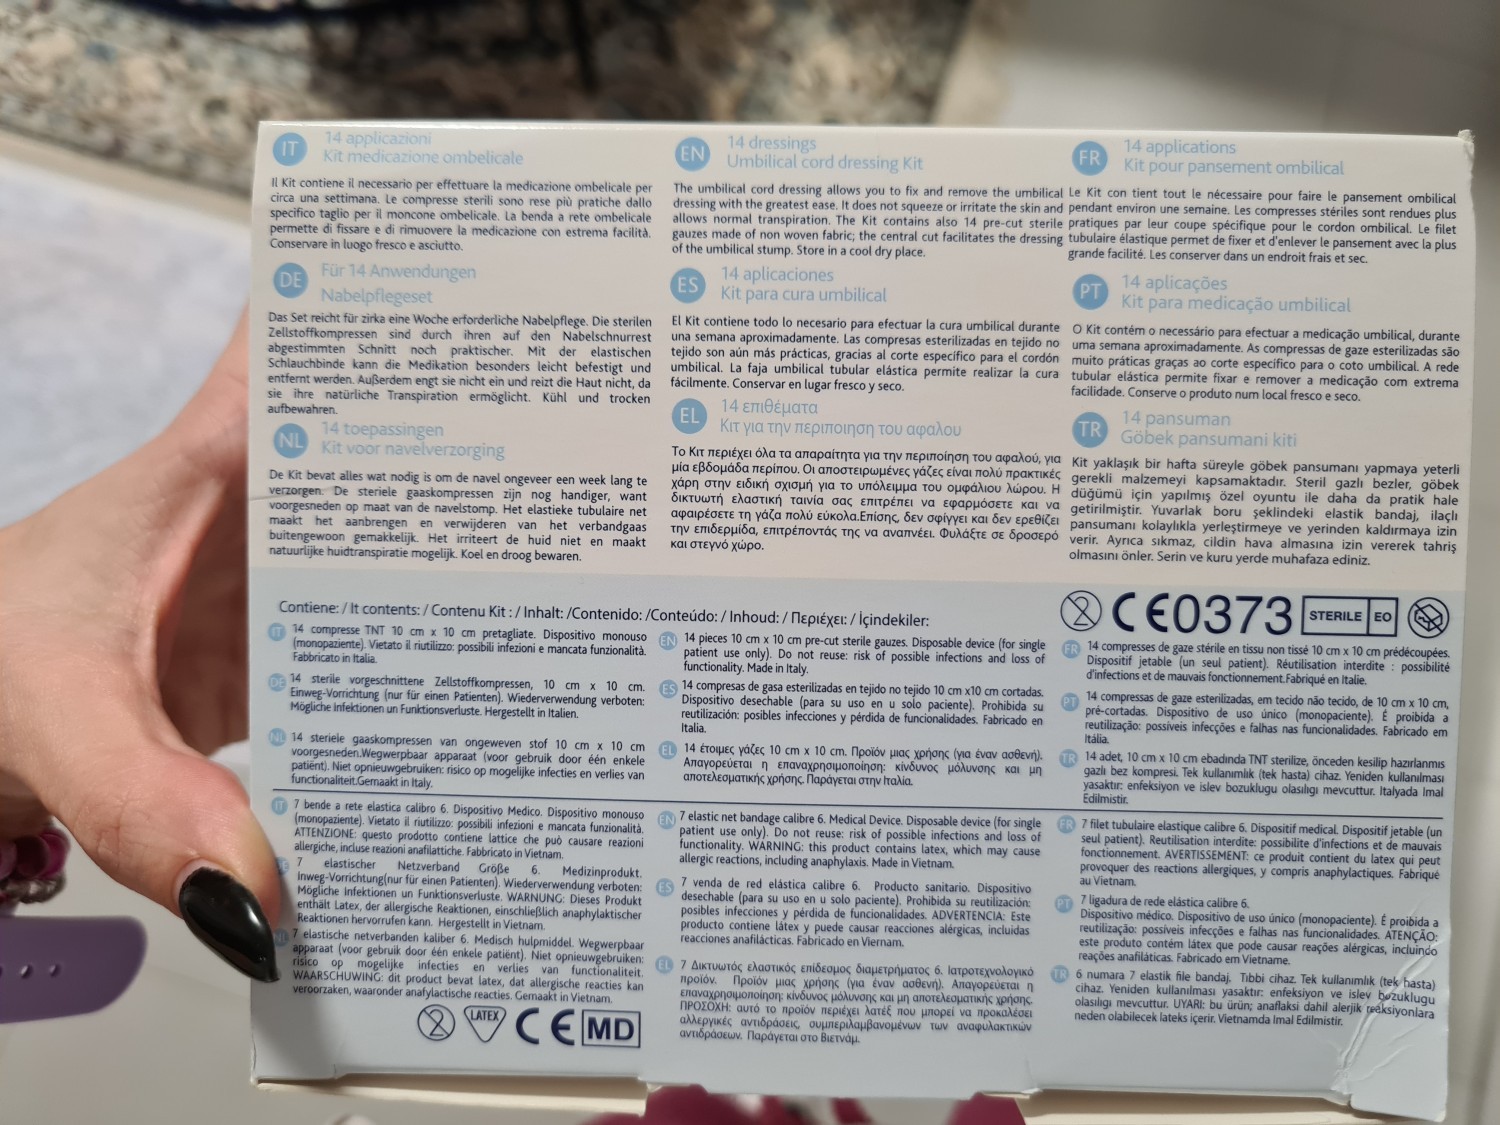 IT
14 applicazioni
Kit medicazione ombelicale
Il Kit contiene il necessario per effettuare la medicazione ombelicale per
circa una settimana. Le compresse sterili sono rese più pratiche dallo
specifico taglio per il moncone ombelicale. La benda a rete ombelicale
permette di fissare e di rimuovere la medicazione con estrema facilità.
Conservare in luogo fresco e asciutto.
EN
14 dressings
Umbilical cord dressing Kit
The umbilical cord dressing allows you to fix and remove the umbilical
dressing with the greatest ease. It does not squeeze or irritate the skin and
allows normal transpiration. The Kit contains also 14 pre-cut sterile
gauzes made of non woven fabric; the central cut facilitates the dressing
of the umbilical stump. Store in a cool dry place.
FR
14 applications
Kit pour pansement ombilical
Le Kit con tient tout le nécessaire pour faire le pansement ombilical
pendant environ une semaine. Les compresses stériles sont rendues plus
pratiques par leur coupe spécifique pour le cordon ombilical. Le filet
tubulaire élastique permet de fixer et d'enlever le pansement avec la plus
grande facilité. Les conserver dans un endroit frais et sec.
DE
Für 14 Anwendungen
Nabelpflegeset
Das Set reicht für zirka eine Woche erforderliche Nabelpflege. Die sterilen
Zellstoffkompressen sind durch ihren auf den Nabelschnurrest
abgestimmten Schnitt noch praktischer. Mit der elastischen
Schlauchbinde kann die Medikation besonders leicht befestigt und
entfernt werden. Außerdem engt sie nicht ein und reizt die Haut nicht, da
sie ihre natürliche Transpiration ermöglicht. Kühl und trocken
aufbewahren.
ES
14 aplicaciones
Kit para cura umbilical
El Kit contiene todo lo necesario para efectuar la cura umbilical durante
una semana aproximadamente. Las compresas esterilizadas en tejido no
tejido son aún más prácticas, gracias al corte específico para el cordón
umbilical. La faja umbilical tubular elástica permite realizar la cura
fácilmente. Conservar en lugar fresco y seco.
PT
14 aplicações
Kit para medicação umbilical
O Kit contém o necessário para efectuar a medicação umbilical, durante
uma semana aproximadamente. As compressas de gaze esterilizadas são
muito práticas graças ao corte específico para o coto umbilical. A rede
tubular elástica permite fixar e remover a medicação com extrema
facilidade. Conserve o produto num local fresco e seco.
NL
14 toepassingen
Kit voor navelverzorging
De Kit bevat alles wat nodig is om de navel ongeveer een week lang te
verzorgen. De steriele gaaskompressen zijn nog handiger, want
voorgesneden op maat van de navelstomp. Het elastieke tubulaire net
maakt het aanbrengen en verwijderen van het verbandgaas
buitengewoon gemakkelijk. Het irriteert de huid niet en maakt
natuurlijke huidtranspiratie mogelijk. Koel en droog bewaren.
EL
14 επιθέματα
Κιτ για την περιποιηση του αφαλου
Το Κιτ περιέχει όλα τα απαραίτητα για την περιποίηση του αφαλού, για
μία εβδομάδα περίπου. Οι αποστειρωμένες γάζες είναι πολύ πρακτικές
χάρη στην ειδική σχισμή για το υπόλειμμα του ομφάλιου λώρου. Η
δικτυωτή ελαστική ταινία σας επιτρέπει να εφαρμόσετε και να
αφαιρέσετε τη γάζα πολύ εύκολα.Επίσης, δεν σφίγγει και δεν ερεθίζει
την επιδερμίδα, επιτρέποντάς της να αναπνέει. Φυλάξτε σε δροσερό
και στεγνό χώρο.
TR
14 pansuman
Göbek pansumani kiti
Kit yaklaşık bir hafta süreyle göbek pansumanı yapmaya yeterli
gerekli malzemeyi kapsamaktadır. Steril gazlı bezler, göbek
düğümü için yapılmış özel oyuntu ile daha da pratik hale
getirilmiştir. Yuvarlak boru şeklindeki elastik bandaj, ilaçlı
pansumanı kolaylıkla yerleştirmeye ve yerinden kaldırmaya izin
verir. Ayrıca sıkmaz, cildin hava almasına izin vererek tahriş
olmasını önler. Serin ve kuru yerde muhafaza ediniz.
Contiene: / It contents: / Contenu Kit : / Inhalt: /Contenido: /Conteúdo: / Inhoud: / Περιέχει: / İçindekiler:
2
CE0373
STERILE EO
IT
14 compresse TNT 10 cm x 10 cm pretagliate. Dispositivo monouso
(monopaziente). Vietato il riutilizzo: possibili infezioni e mancata funzionalità.
Fabbricato in Italia.
EN
14 pieces 10 cm x 10 cm pre-cut sterile gauzes. Disposable device (for single
patient use only). Do not reuse: risk of possible infections and loss of
functionality. Made in Italy.
FR
14 compresses de gaze stérile en tissu non tissé 10 cm x 10 cm prédécoupées.
Dispositif jetable (un seul patient). Réutilisation interdite : possibilité
d'infections et de mauvais fonctionnement.Fabriqué en Italie.
DE
14 sterile vorgeschnittene Zellstoffkompressen, 10 cm x 10 cm.
Einweg-Vorrichtung (nur für einen Patienten). Wiederverwendung verboten:
Mögliche Infektionen un Funktionsverluste. Hergestellt in Italien.
ES
14 compresas de gasa esterilizadas en tejido no tejido 10 cm x10 cm cortadas.
Dispositivo desechable (para su uso en u solo paciente). Prohibida su
reutilización: posibles infecciones y pérdida de funcionalidades. Fabricado en
Italia.
PT
14 compressas de gaze esterilizadas, em tecido não tecido, de 10 cm x 10 cm,
pré-cortadas. Dispositivo de uso único (monopaciente). É proibida a
reutilização: possíveis infecções e falhas nas funcionalidades. Fabricado em
Itália.
NL
14 steriele gaaskompressen van ongeweven stof 10 cm x 10 cm
voorgesneden.Wegwerpbaar apparaat (voor gebruik door één enkele
patiënt). Niet opnieuwgebruiken: risico op mogelijke infecties en verlies van
functionaliteit.Gemaakt in Italy.
EL
14 έτοιμες γάζες 10 cm x 10 cm. Προϊόν μιας χρήσης (για έναν ασθενή).
Απαγορεύεται η επαναχρησιμοποίηση: κίνδυνος μόλυνσης και μη
αποτελεσματικής χρήσης. Παράγεται στην Ιταλία.
TR
14 adet, 10 cm x 10 cm ebadında TNT sterilize, önceden kesilip hazırlanmıs
gazlı bez kompresi. Tek kullanımlık (tek hasta) cihaz. Yeniden kullanılması
yasaktır: enfeksiyon ve islev bozuklugu olasılıgı mevcuttur. Italyada Imal
Edilmistir.
IT
7 bende a rete elastica calibro 6. Dispositivo Medico. Dispositivo monouso
(monopaziente). Vietato il riutilizzo: possibili infezioni e mancata funzionalità.
ATTENZIONE: questo prodotto contiene lattice che può causare reazioni
allergiche, incluse reazioni anafilattiche. Fabbricato in Vietnam.
EN
7 elastic net bandage calibre 6. Medical Device. Disposable device (for single
patient use only). Do not reuse: risk of possible infections and loss of
functionality. WARNING: this product contains latex, which may cause
allergic reactions, including anaphylaxis. Made in Vietnam.
FR
7 filet tubulaire elastique calibre 6. Dispositif medical. Dispositif jetable (un
seul patient). Reutilisation interdite: possibilite d'infections et de mauvais
fonctionnement. AVERTISSEMENT: ce produit contient du latex qui peut
provoquer des reactions allergiques, y compris anaphylactiques. Fabriqué
au Vietnam.
7 elastischer Netzverband Größe 6. Medizinprodukt.
Inweg-Vorrichtung(nur für einen Patienten). Wiederverwendung verboten:
Mögliche Infektionen un Funktionsverluste. WARNUNG: Dieses Produkt
enthält Latex, der allergische Reaktionen, einschließlich anaphylaktischer
Reaktionen hervorrufen kann. Hergestellt in Vietnam.
ES
7 venda de red elástica calibre 6. Producto sanitario. Dispositivo
desechable (para su uso en u solo paciente). Prohibida su reutilización:
posibles infecciones y pérdida de funcionalidades. ADVERTENCIA: Este
producto contiene látex y puede causar reacciones alérgicas, incluidas
reacciones anafilácticas. Fabricado en Viernam.
PT
7 ligadura de rede elástica calibre 6.
Dispositivo médico. Dispositivo de uso único (monopaciente). É proibida a
reutilização: possíveis infecções e falhas nas funcionalidades. ATENÇÃO:
este produto contém látex que pode causar reações alérgicas, incluindo
reações anafiláticas. Fabricado em Vietname.
7 elastische netverbanden kaliber 6. Medisch hulpmiddel. Wegwerpbaar
apparaat (voor gebruik door één enkele patiënt). Niet opnieuwgebruiken:
risico op mogelijke infecties en verlies van functionaliteit.
WAARSCHUWING: dit product bevat latex, dat allergische reacties kan
veroorzaken, waaronder anafylactische reacties. Gemaakt in Vietnam.
EL
7 Δικτυωτός ελαστικός επίδεσμος διαμετρήματος 6. Ιατροτεχνολογικό
προϊόν. Προϊόν μιας χρήσης (για έναν ασθενή). Απαγορεύεται η
επαναχρησιμοποίηση: κίνδυνος μόλυνσης και μη αποτελεσματικής χρήσης.
ΠΡΟΣΟΧΗ: αυτό το προϊόν περιέχει λατέξ που μπορεί να προκαλέσει
αλλεργικές αντιδράσεις, συμπεριλαμβανομένων των αναφυλακτικών
αντιδράσεων. Παράγεται στο Βιετνάμ.
TR
6 numara 7 elastik file bandaj. Tıbbi cihaz. Tek kullanımlık (tek hasta)
cihaz. Yeniden kullanılması yasaktır: enfeksiyon ve islev bozuklugu
olasılıgı mevcuttur. UYARI: bu ürün; anaflaksi dahil alerjik reaksiyonlara
neden olabilecek lateks içerir. Vietnamda Imal Edilmistir.
2
LATEX
CE
MD